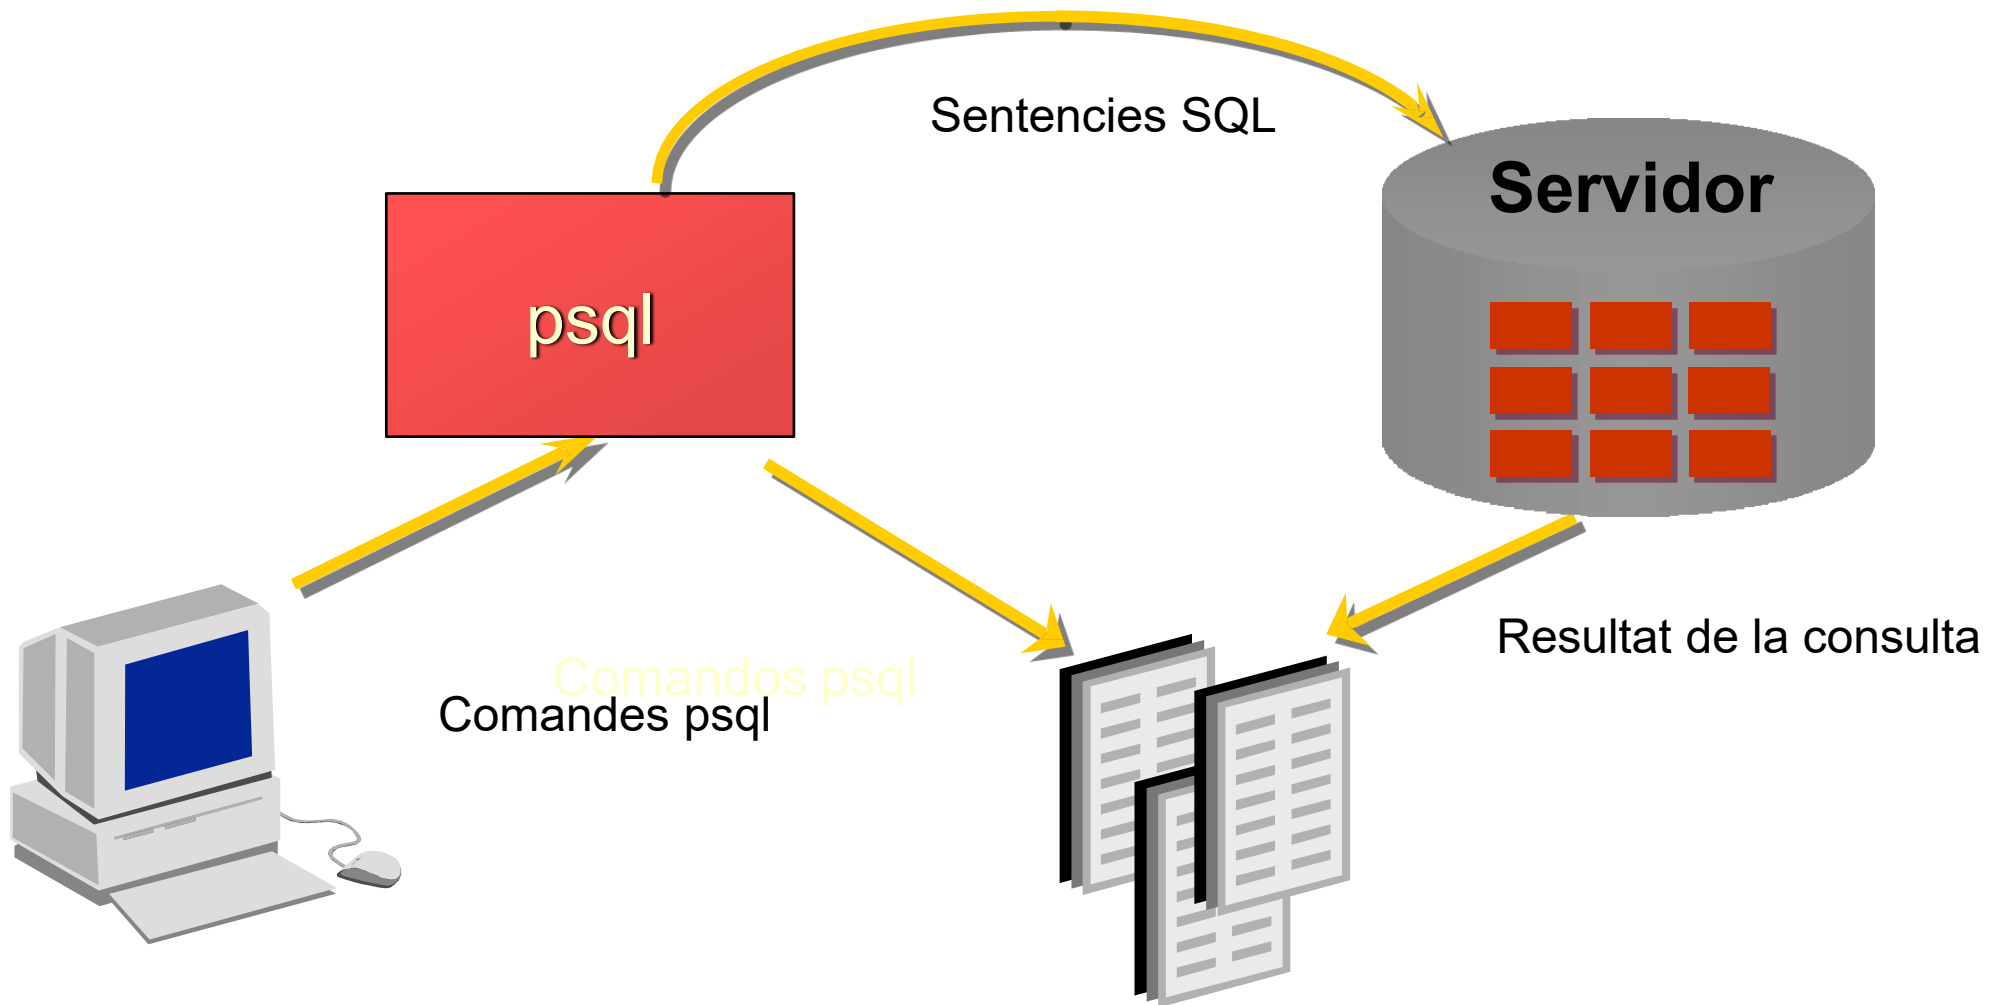 Sentencies SQL
Servidor
psql
Resultat de la consulta
Comandos psql
Comandes psql